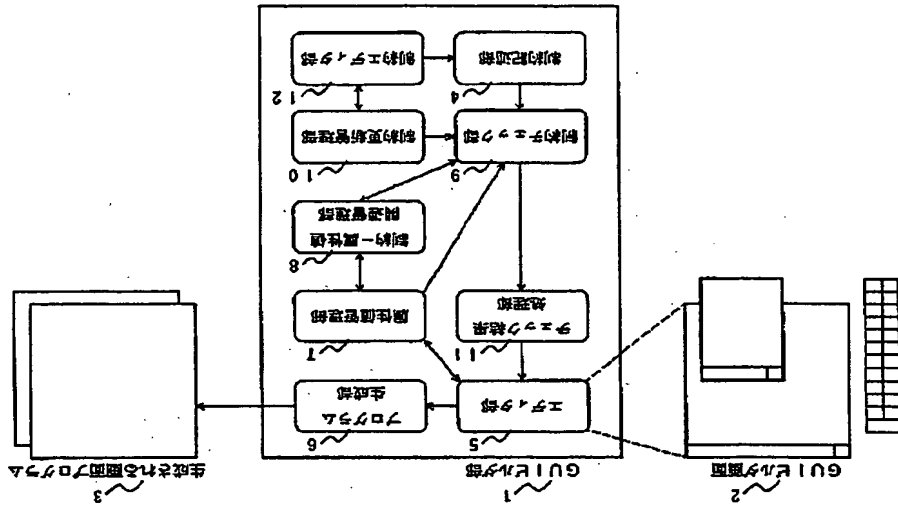 2
GUIビルダ画面
1
GUIビルダ部
3
生成される画面プログラム
5
エディタ部
6
プログラム
生成部
11
チェック結果
処理部
7
属性値管理部
8
制約－属性値
関連管理部
9
制約チェック部
10
制約更新管理部
4
制約記述部
12
制約エディタ部